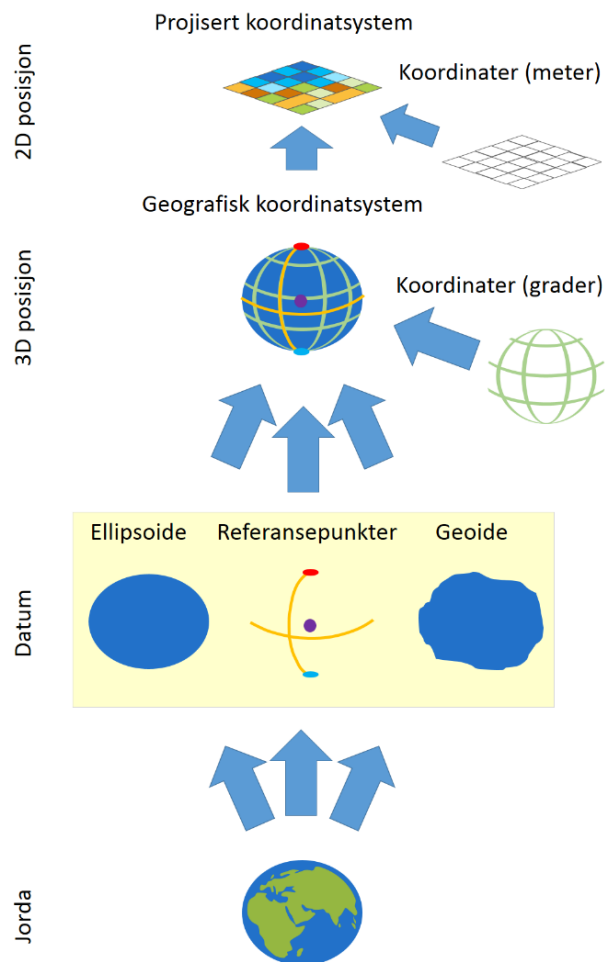 Projisert koordinatsystem
2D posisjon
Koordinater (meter)
Geografisk koordinatsystem
3D posisjon
Koordinater (grader)
Datum
Ellipsoide
Referansepunkter
Geoide
Jorda